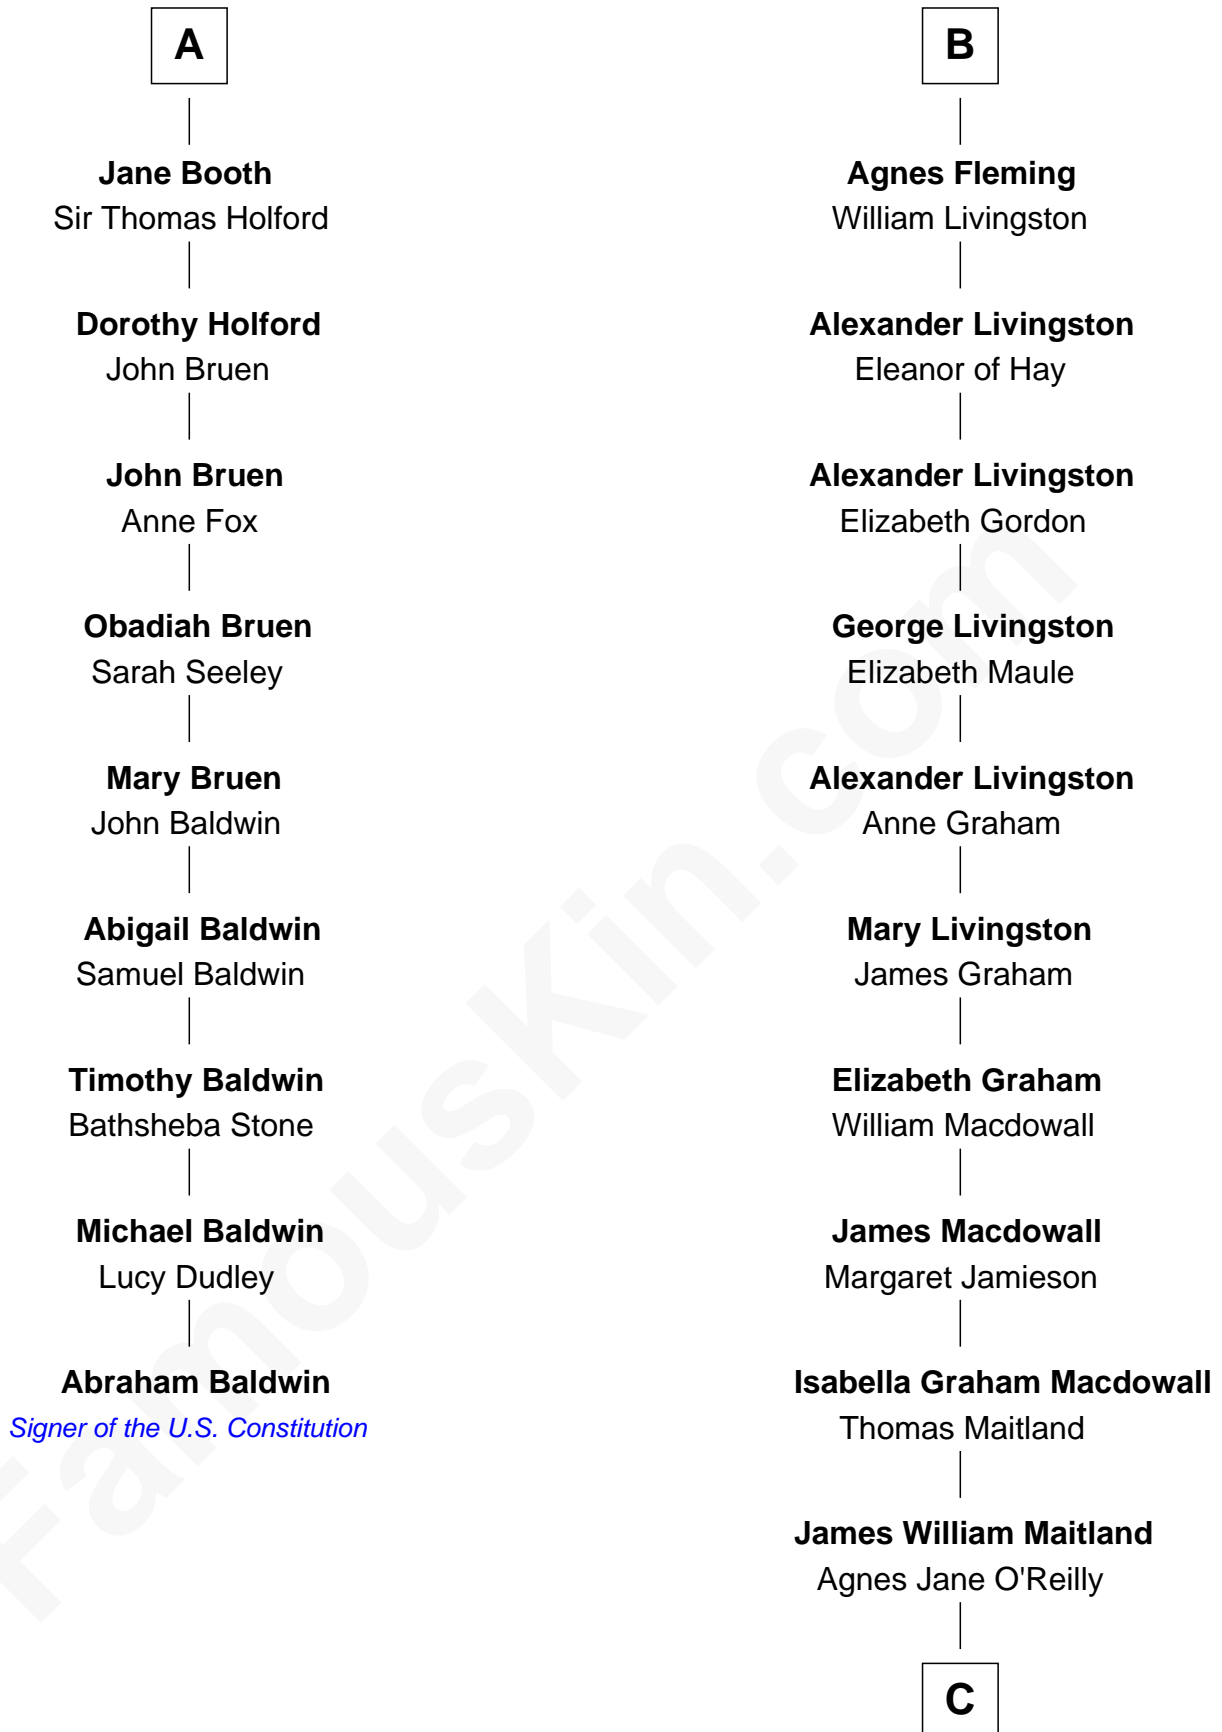 A
Jane Booth
Sir Thomas Holford
Dorothy Holford
John Bruen
John Bruen
Anne Fox
Obadiah Bruen
Sarah Seeley
Mary Bruen
John Baldwin
Abigail Baldwin
Samuel Baldwin
Timothy Baldwin
Bathsheba Stone
Michael Baldwin
Lucy Dudley
Abraham Baldwin
Signer of the U.S. Constitution
B
Agnes Fleming
William Livingston
Alexander Livingston
Eleanor of Hay
Alexander Livingston
Elizabeth Gordon
George Livingston
Elizabeth Maule
Alexander Livingston
Anne Graham
Mary Livingston
James Graham
Elizabeth Graham
William Macdowall
James Macdowall
Margaret Jamieson
Isabella Graham Macdowall
Thomas Maitland
James William Maitland
Agnes Jane O'Reilly
C
FamousKin.com